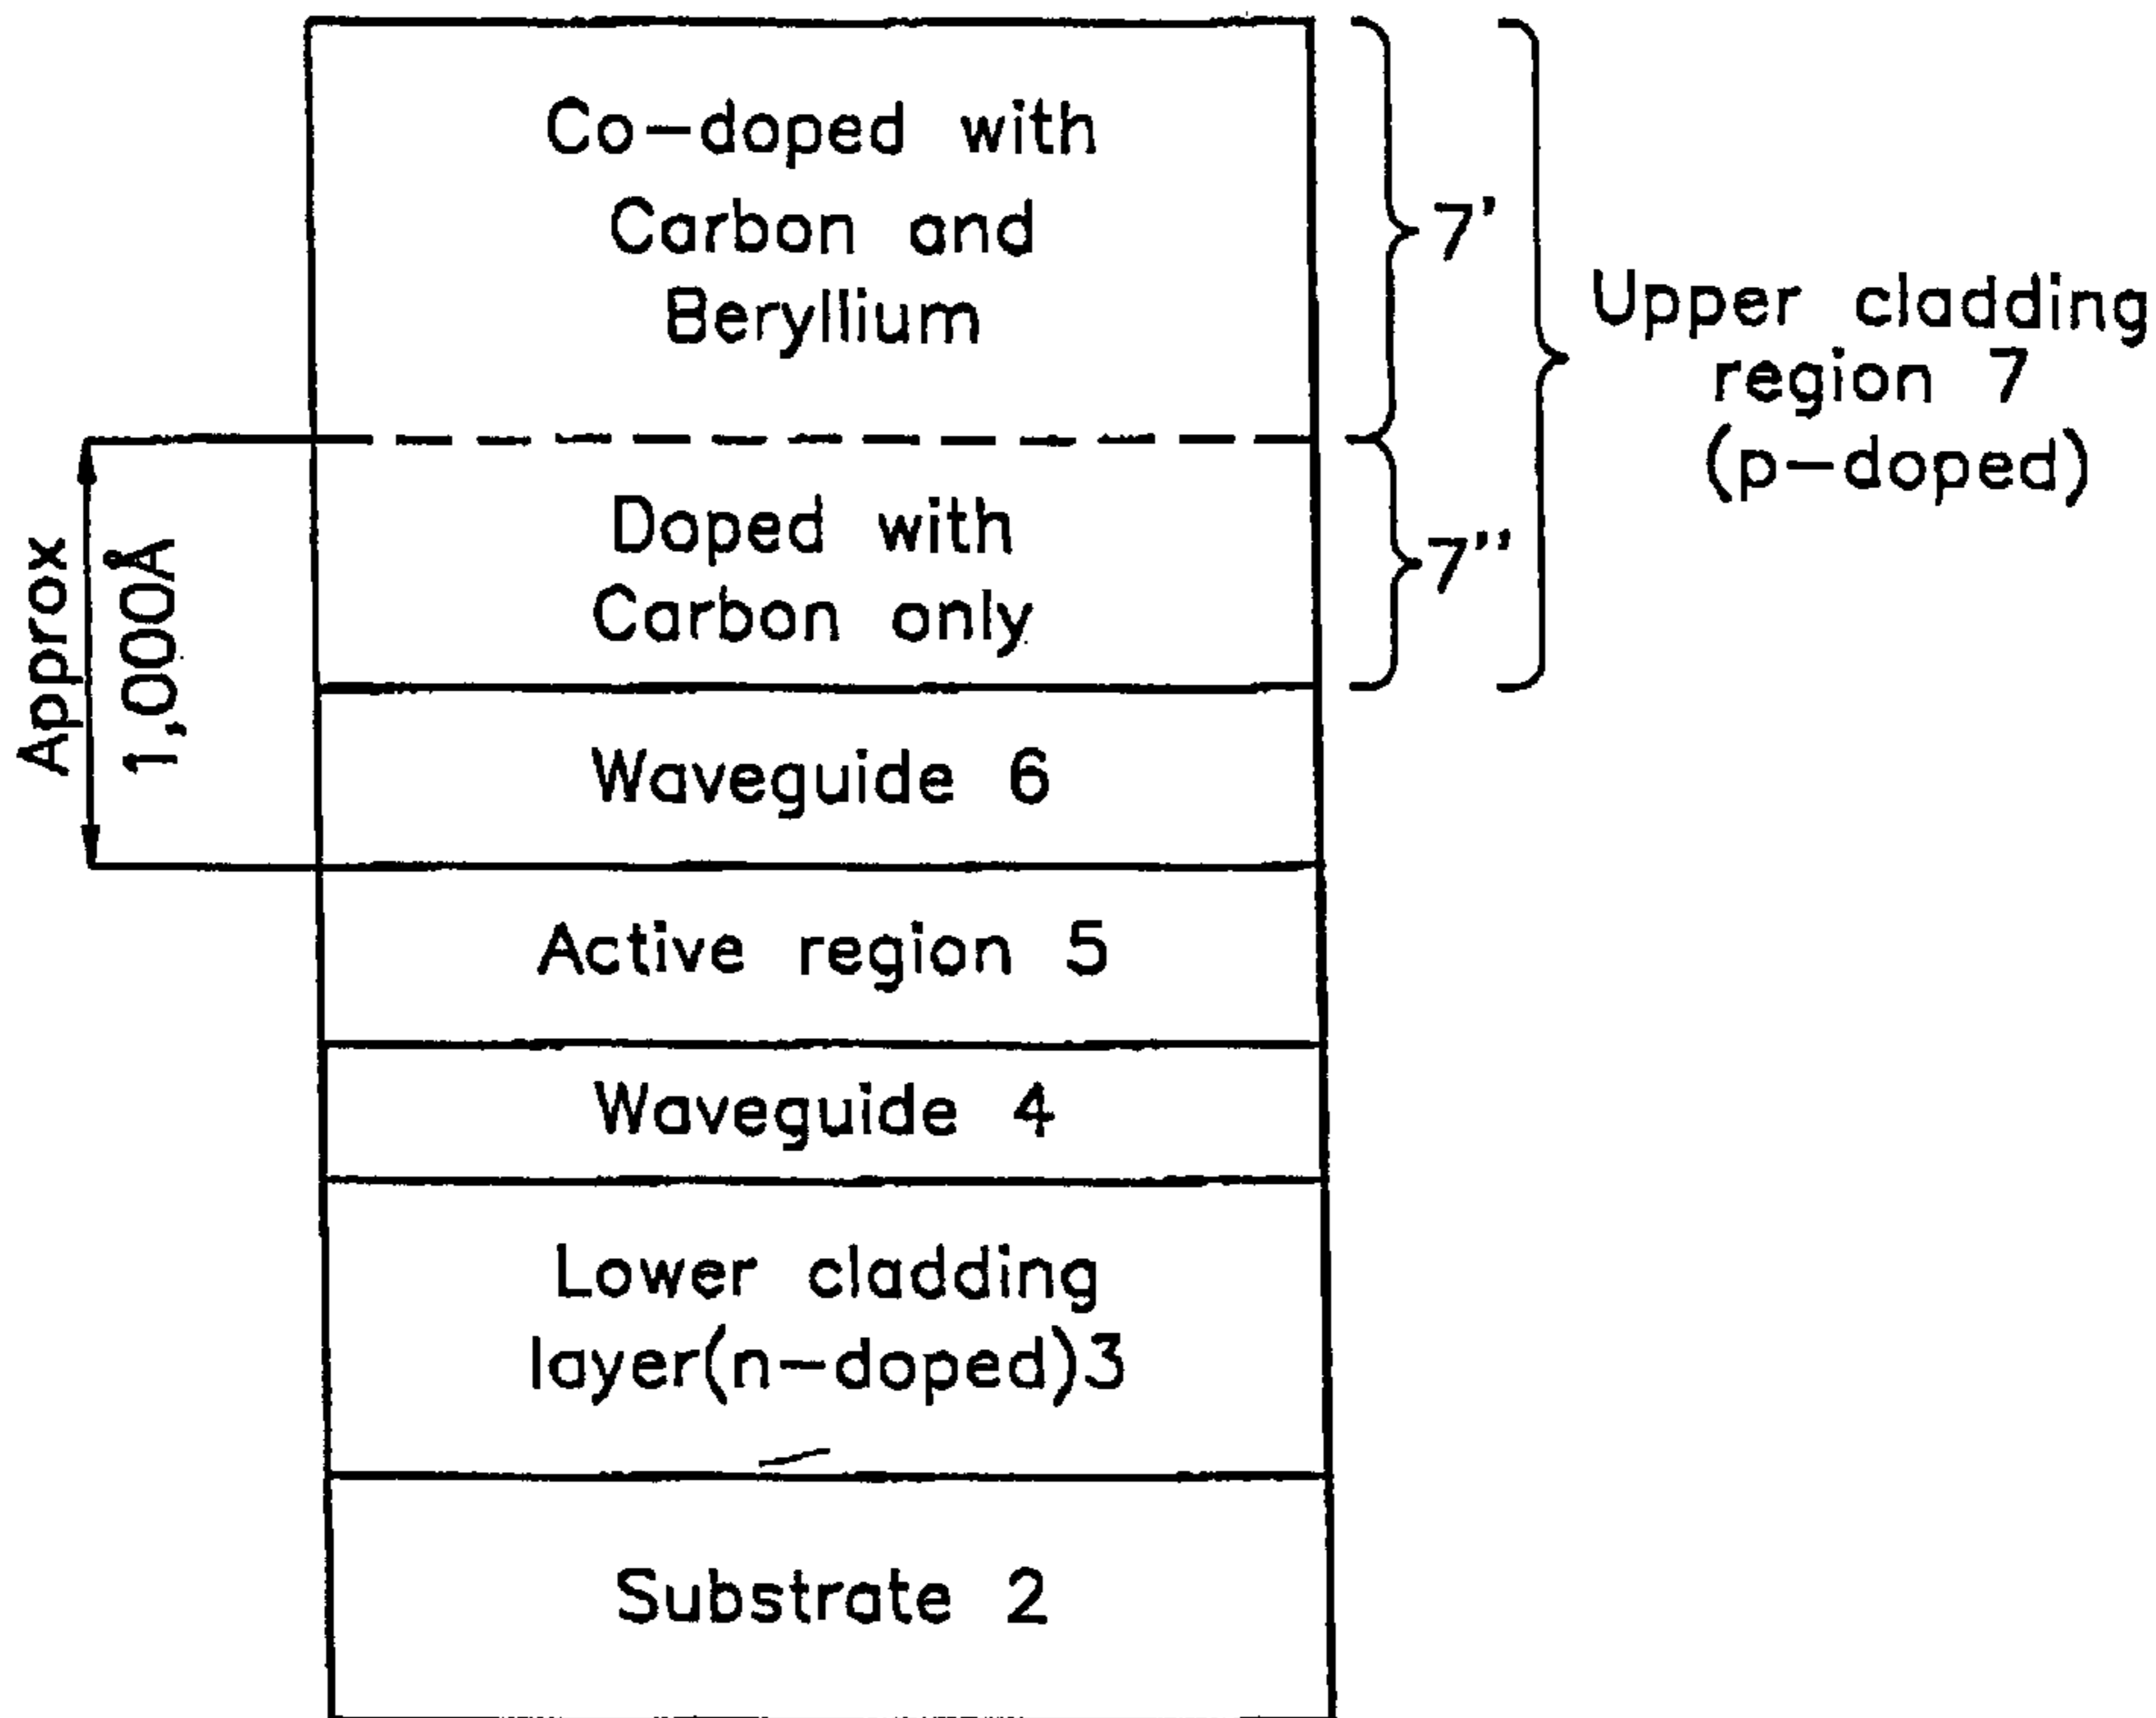 Co-doped with
Carbon and
Beryllium
7'
Upper cladding
region 7
(p-doped)
Doped with
Carbon only
7''
Approx
1,000Å
Waveguide 6
Active region 5
Waveguide 4
Lower cladding
layer(n-doped)3
Substrate 2